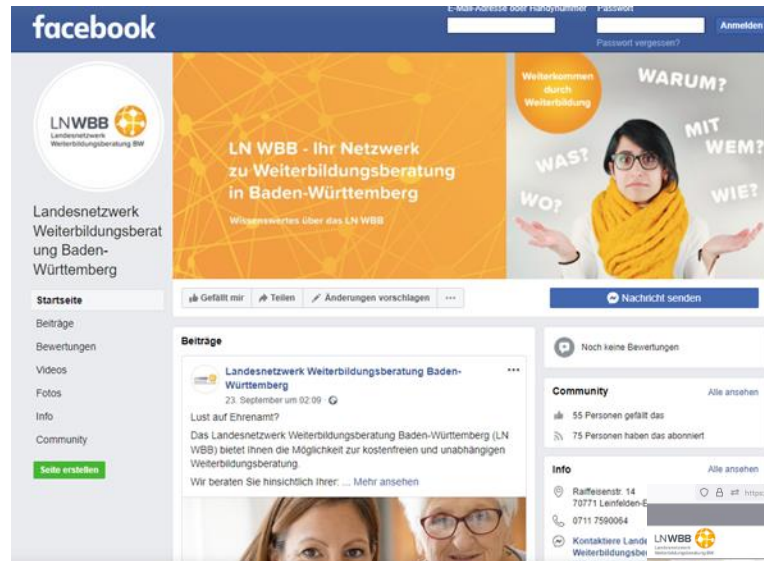 facebook
E-Mail-Adresse oder Handynummer
Passwort
Anmelden
Passwort vergessen?
LNWBB
Landesnetzwerk
Weiterbildungsberatung BW
Landesnetzwerk
Weiterbildungsberat
ung Baden-
Württemberg
Startseite
Beiträge
Bewertungen
Videos
Fotos
Info
Community
Seite erstellen
LN WBB - Ihr Netzwerk
zu Weiterbildungsberatung
in Baden-Württemberg
Wissenswertes über das LN WBB
Weiterkommen
durch
Weiterbildung
WARUM?
MIT
WEM?
WAS?
WO?
WIE?
Gefällt mir
Teilen
Änderungen vorschlagen
Nachricht senden
Beiträge
Landesnetzwerk Weiterbildungsberatung Baden-
Württemberg
23. September um 02:09
Lust auf Ehrenamt?
Das Landesnetzwerk Weiterbildungsberatung Baden-Württemberg (LN
WBB) bietet Ihnen die Möglichkeit zur kostenfreien und unabhängigen
Weiterbildungsberatung.
Wir beraten Sie hinsichtlich Ihrer: ... Mehr ansehen
Noch keine Bewertungen
Community
Alle ansehen
55 Personen gefällt das
75 Personen haben das abonniert
Info
Alle ansehen
Raiffeisenstr. 14
70771 Leinfelden-E
0711 7590064
Kontaktiere Lande
Weiterbildungsber
https
LNWBB
Landesnetzwerk
Weiterbildungsberatung BW